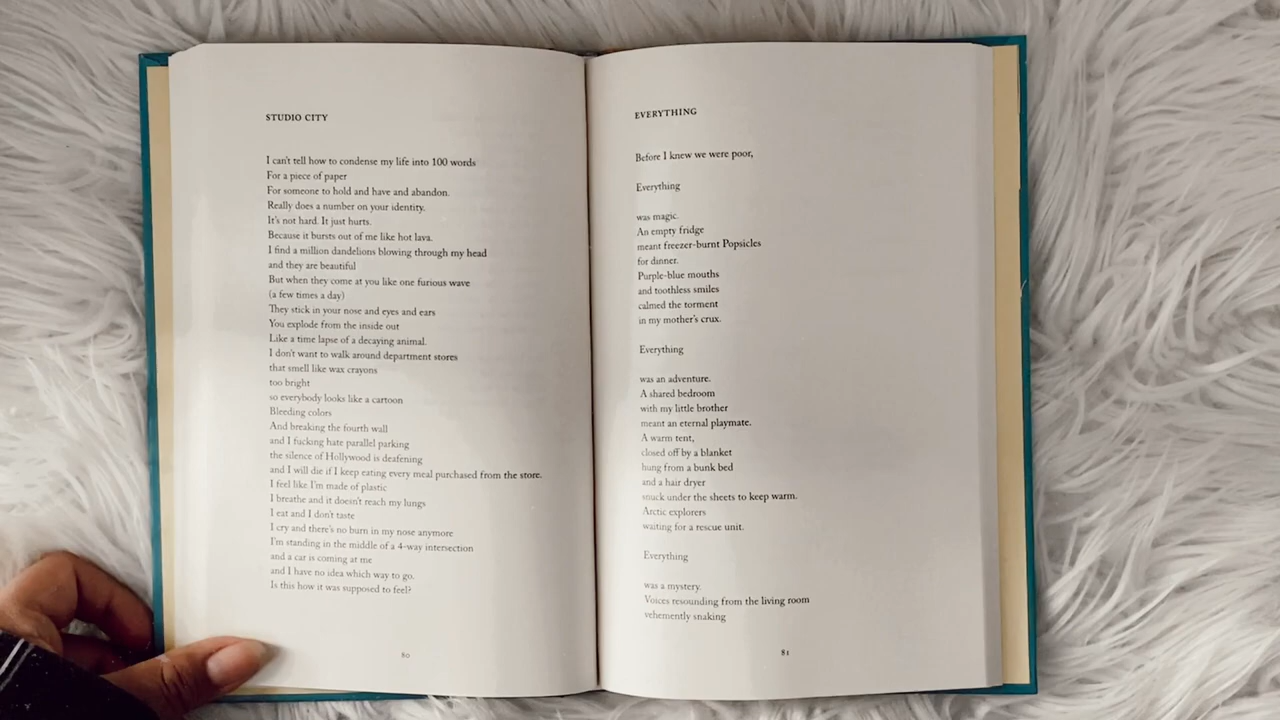 STUDIO CITY
I can't tell how to condense my life into 100 words
For a piece of paper
For someone to hold and have and abandon.
Really does a number on your identity.
It's not hard. It just hurts.
Because it bursts out of me like hot lava.
I find a million dandelions blowing through my head
and they are beautiful
But when they come at you like one furious wave
(a few times a day)
They stick in your nose and eyes and ears
You explode from the inside out
Like a time lapse of a decaying animal.
I don't want to walk around department stores
that smell like wax crayons
too bright
so everybody looks like a cartoon
Bleeding colors
And breaking the fourth wall
and I fucking hate parallel parking
the silence of Hollywood is deafening
and I will die if I keep eating every meal purchased from the store.
I feel like I'm made of plastic
I breathe and it doesn't reach my lungs
I eat and I don't taste
I cry and there's no burn in my nose anymore
I'm standing in the middle of a 4-way intersection
and a car is coming at me
and I have no idea which way to go.
Is this how it was supposed to feel?
80
EVERYTHING
Before I knew we were poor,
Everything
was magic.
An empty fridge
meant freezer-burnt Popsicles
for dinner.
Purple-blue mouths
and toothless smiles
calmed the torment
in my mother's crux.
Everything
was an adventure.
A shared bedroom
with my little brother
meant an eternal playmate.
A warm tent,
closed off by a blanket
hung from a bunk bed
and a hair dryer
snuck under the sheets to keep warm.
Arctic explorers
waiting for a rescue unit.
Everything
was a mystery.
Voices resounding from the living room
vehemently snaking
81